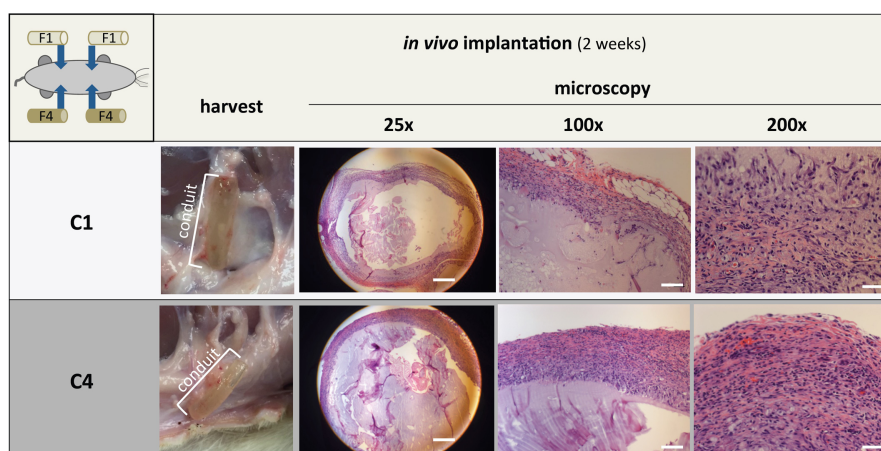 F1 F1
F4 F4
in vivo implantation (2 weeks)
harvest
microscopy
25x 100x 200x
C1
conduit
C4
conduit